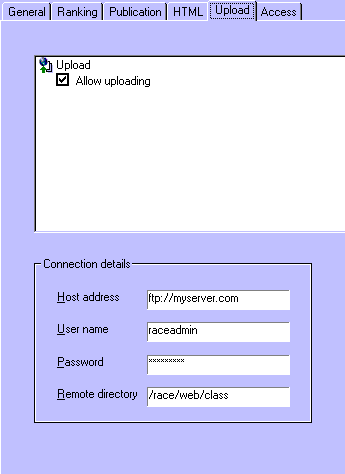 General Ranking Publication HTML Upload Access
Upload
Allow uploading
Connection details
Host address ftp://myserver.com
User name raceadmin
Password *********
Remote directory /race/web/class